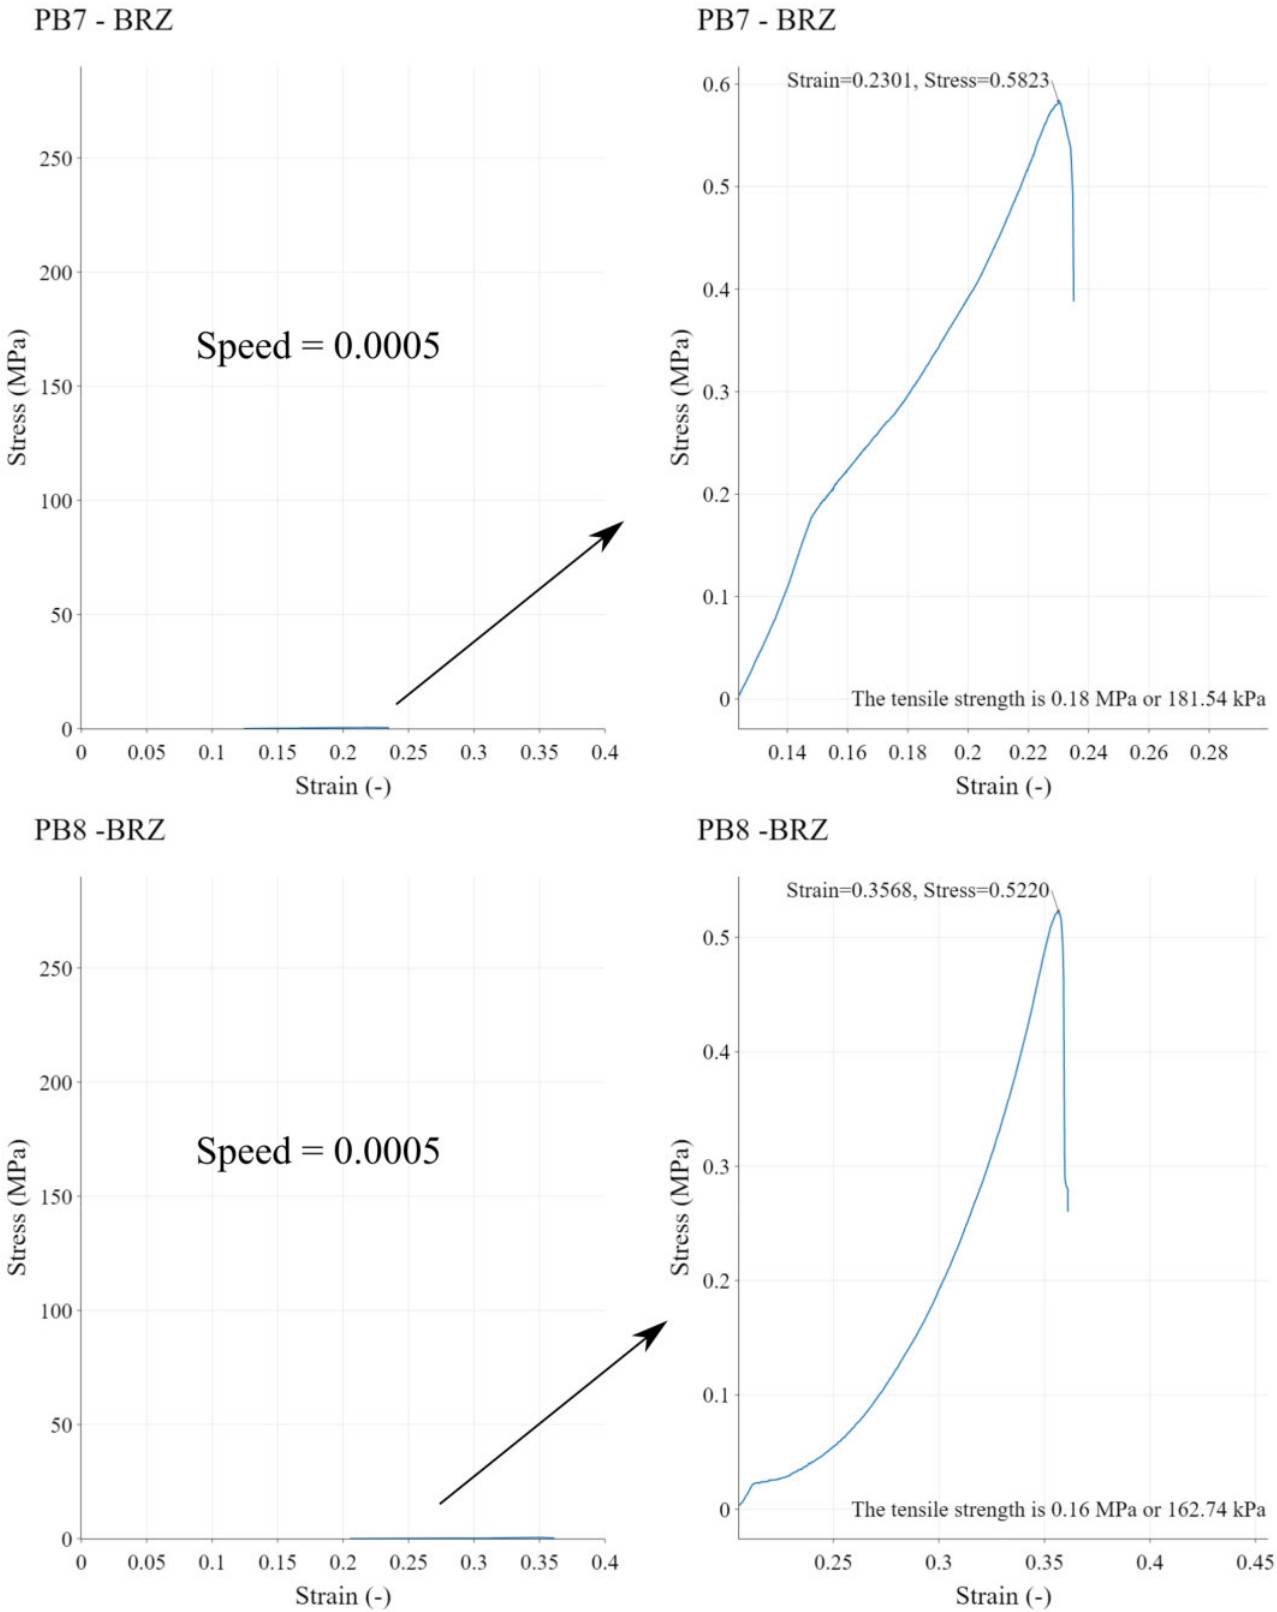 PB7 - BRZ
250
200
150
100
50
0
Stress (MPa)
Speed = 0.0005
0 0.05 0.1 0.15 0.2 0.25 0.3 0.35 0.4
Strain (-)
PB7 - BRZ
Strain=0.2301, Stress=0.5823
0.6
0.5
0.4
0.3
0.2
0.1
0
Stress (MPa)
The tensile strength is 0.18 MPa or 181.54 kPa
0.14 0.16 0.18 0.2 0.22 0.24 0.26 0.28
Strain (-)
PB8 -BRZ
250
200
150
100
50
0
Stress (MPa)
Speed = 0.0005
0 0.05 0.1 0.15 0.2 0.25 0.3 0.35 0.4
Strain (-)
PB8 -BRZ
Strain=0.3568, Stress=0.5220
0.5
0.4
0.3
0.2
0.1
0
Stress (MPa)
The tensile strength is 0.16 MPa or 162.74 kPa
0.25 0.3 0.35 0.4 0.45
Strain (-)